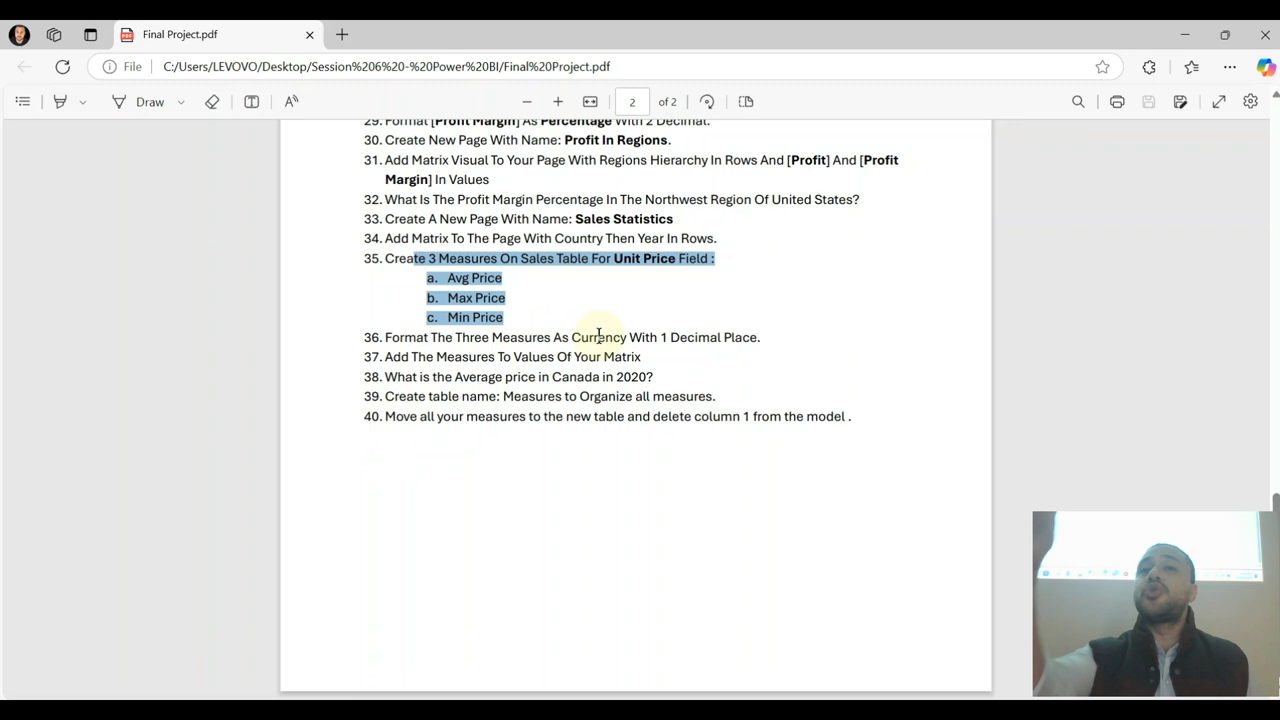 Final Project.pdf
File
C:/Users/LEVOVO/Desktop/Session%206%20-%20Power%20BI/Final%20Project.pdf
Draw
2
of 2
29. Format [Profit Margin] As Percentage With 2 Decimal.
30. Create New Page With Name: Profit In Regions.
31. Add Matrix Visual To Your Page With Regions Hierarchy In Rows And [Profit] And [Profit
Margin] In Values
32. What Is The Profit Margin Percentage In The Northwest Region Of United States?
33. Create A New Page With Name: Sales Statistics
34. Add Matrix To The Page With Country Then Year In Rows.
35. Create 3 Measures On Sales Table For Unit Price Field :
a. Avg Price
b. Max Price
c. Min Price
36. Format The Three Measures As Currency With 1 Decimal Place.
37. Add The Measures To Values Of Your Matrix
38. What is the Average price in Canada in 2020?
39. Create table name: Measures to Organize all measures.
40. Move all your measures to the new table and delete column 1 from the model .